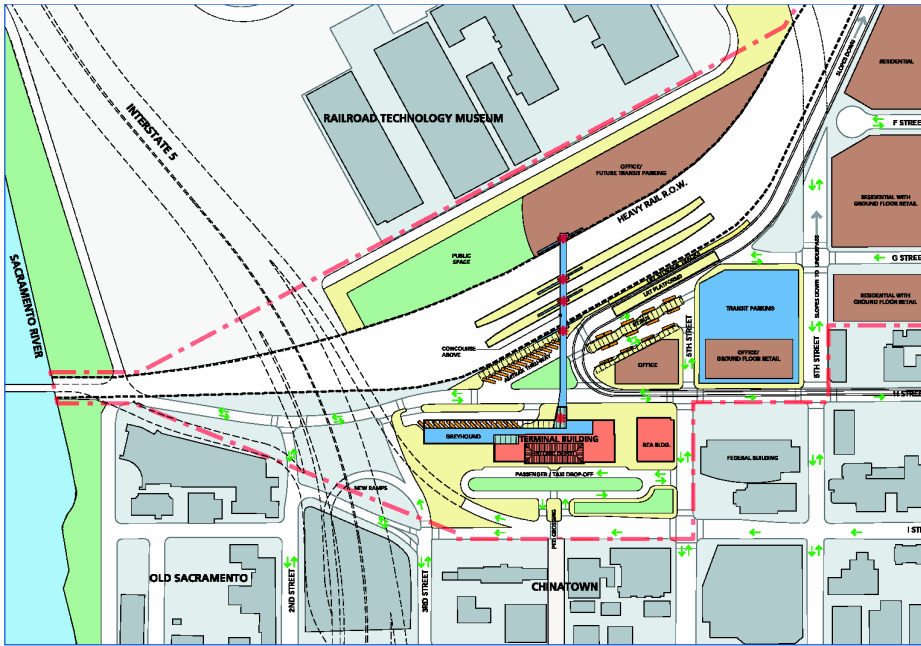 RESIDENTIAL
SLOPES DOWN
F STREET
INTERSTATE 5
RAILROAD TECHNOLOGY MUSEUM
OFFICE/
FUTURE TRANSIT PARKING
HEAVY RAIL R.O.W.
RESIDENTIAL WITH
GROUND FLOOR RETAIL
PUBLIC
SPACE
G STREET
SACRAMENTO RIVER
LRT PLATFORMS
SLOPES DOWN TO UNDERPASS
TRANSIT PARKING
RESIDENTIAL WITH
GROUND FLOOR RETAIL
CONCOURSE
ABOVE
5TH STREET
OFFICE/
GROUND FLOOR RETAIL
OFFICE
6TH STREET
H STREE
GREYHOUND
TERMINAL BUILDING
REA BLDG.
FEDERAL BUILDING
PASSENGER / TAXI DROP-OFF
NEW RAMPS
PED CROSSING
I STR
OLD SACRAMENTO
2ND STREET
3RD STREET
CHINATOWN